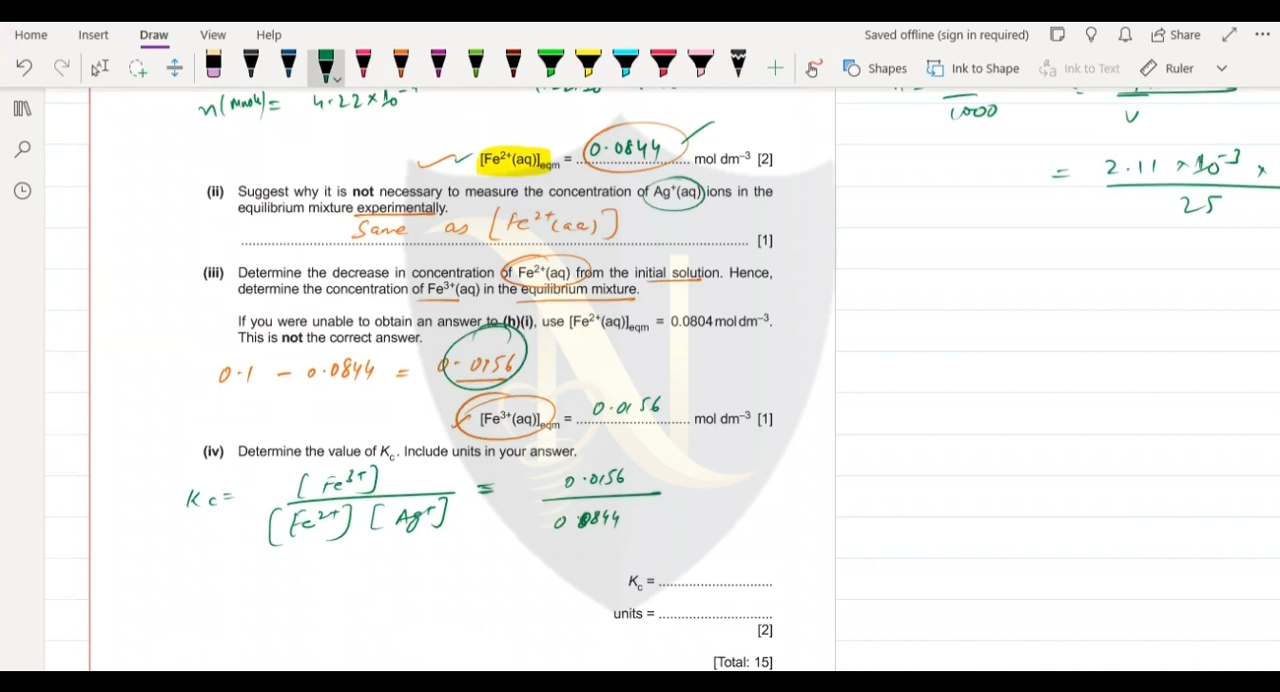 Home Insert Draw View Help Saved offline (sign in required) Share
Shapes Ink to Shape Ink to Text Ruler
= 4.22 × 10
1000 = V
[Fe²⁺(aq)]eqm = 0.0844 mol dm⁻³ [2]
= 2.11 × 10⁻³ ×
25
(ii) Suggest why it is not necessary to measure the concentration of Ag⁺(aq) ions in the
equilibrium mixture experimentally.
Same as [Fe²⁺(aq)]
[1]
(iii) Determine the decrease in concentration of Fe²⁺(aq) from the initial solution. Hence,
determine the concentration of Fe³⁺(aq) in the equilibrium mixture.
If you were unable to obtain an answer to (h)(i), use [Fe²⁺(aq)]eqm = 0.0804 mol dm⁻³.
This is not the correct answer.
0.1 - 0.0844 = 0.0156
[Fe³⁺(aq)]eqm = 0.0156 mol dm⁻³ [1]
(iv) Determine the value of Kc. Include units in your answer.
Kc = [Fe³⁺] = 0.0156
[Fe²⁺] [Ag⁺] 0.0844
Kc =
units =
[2]
[Total: 15]